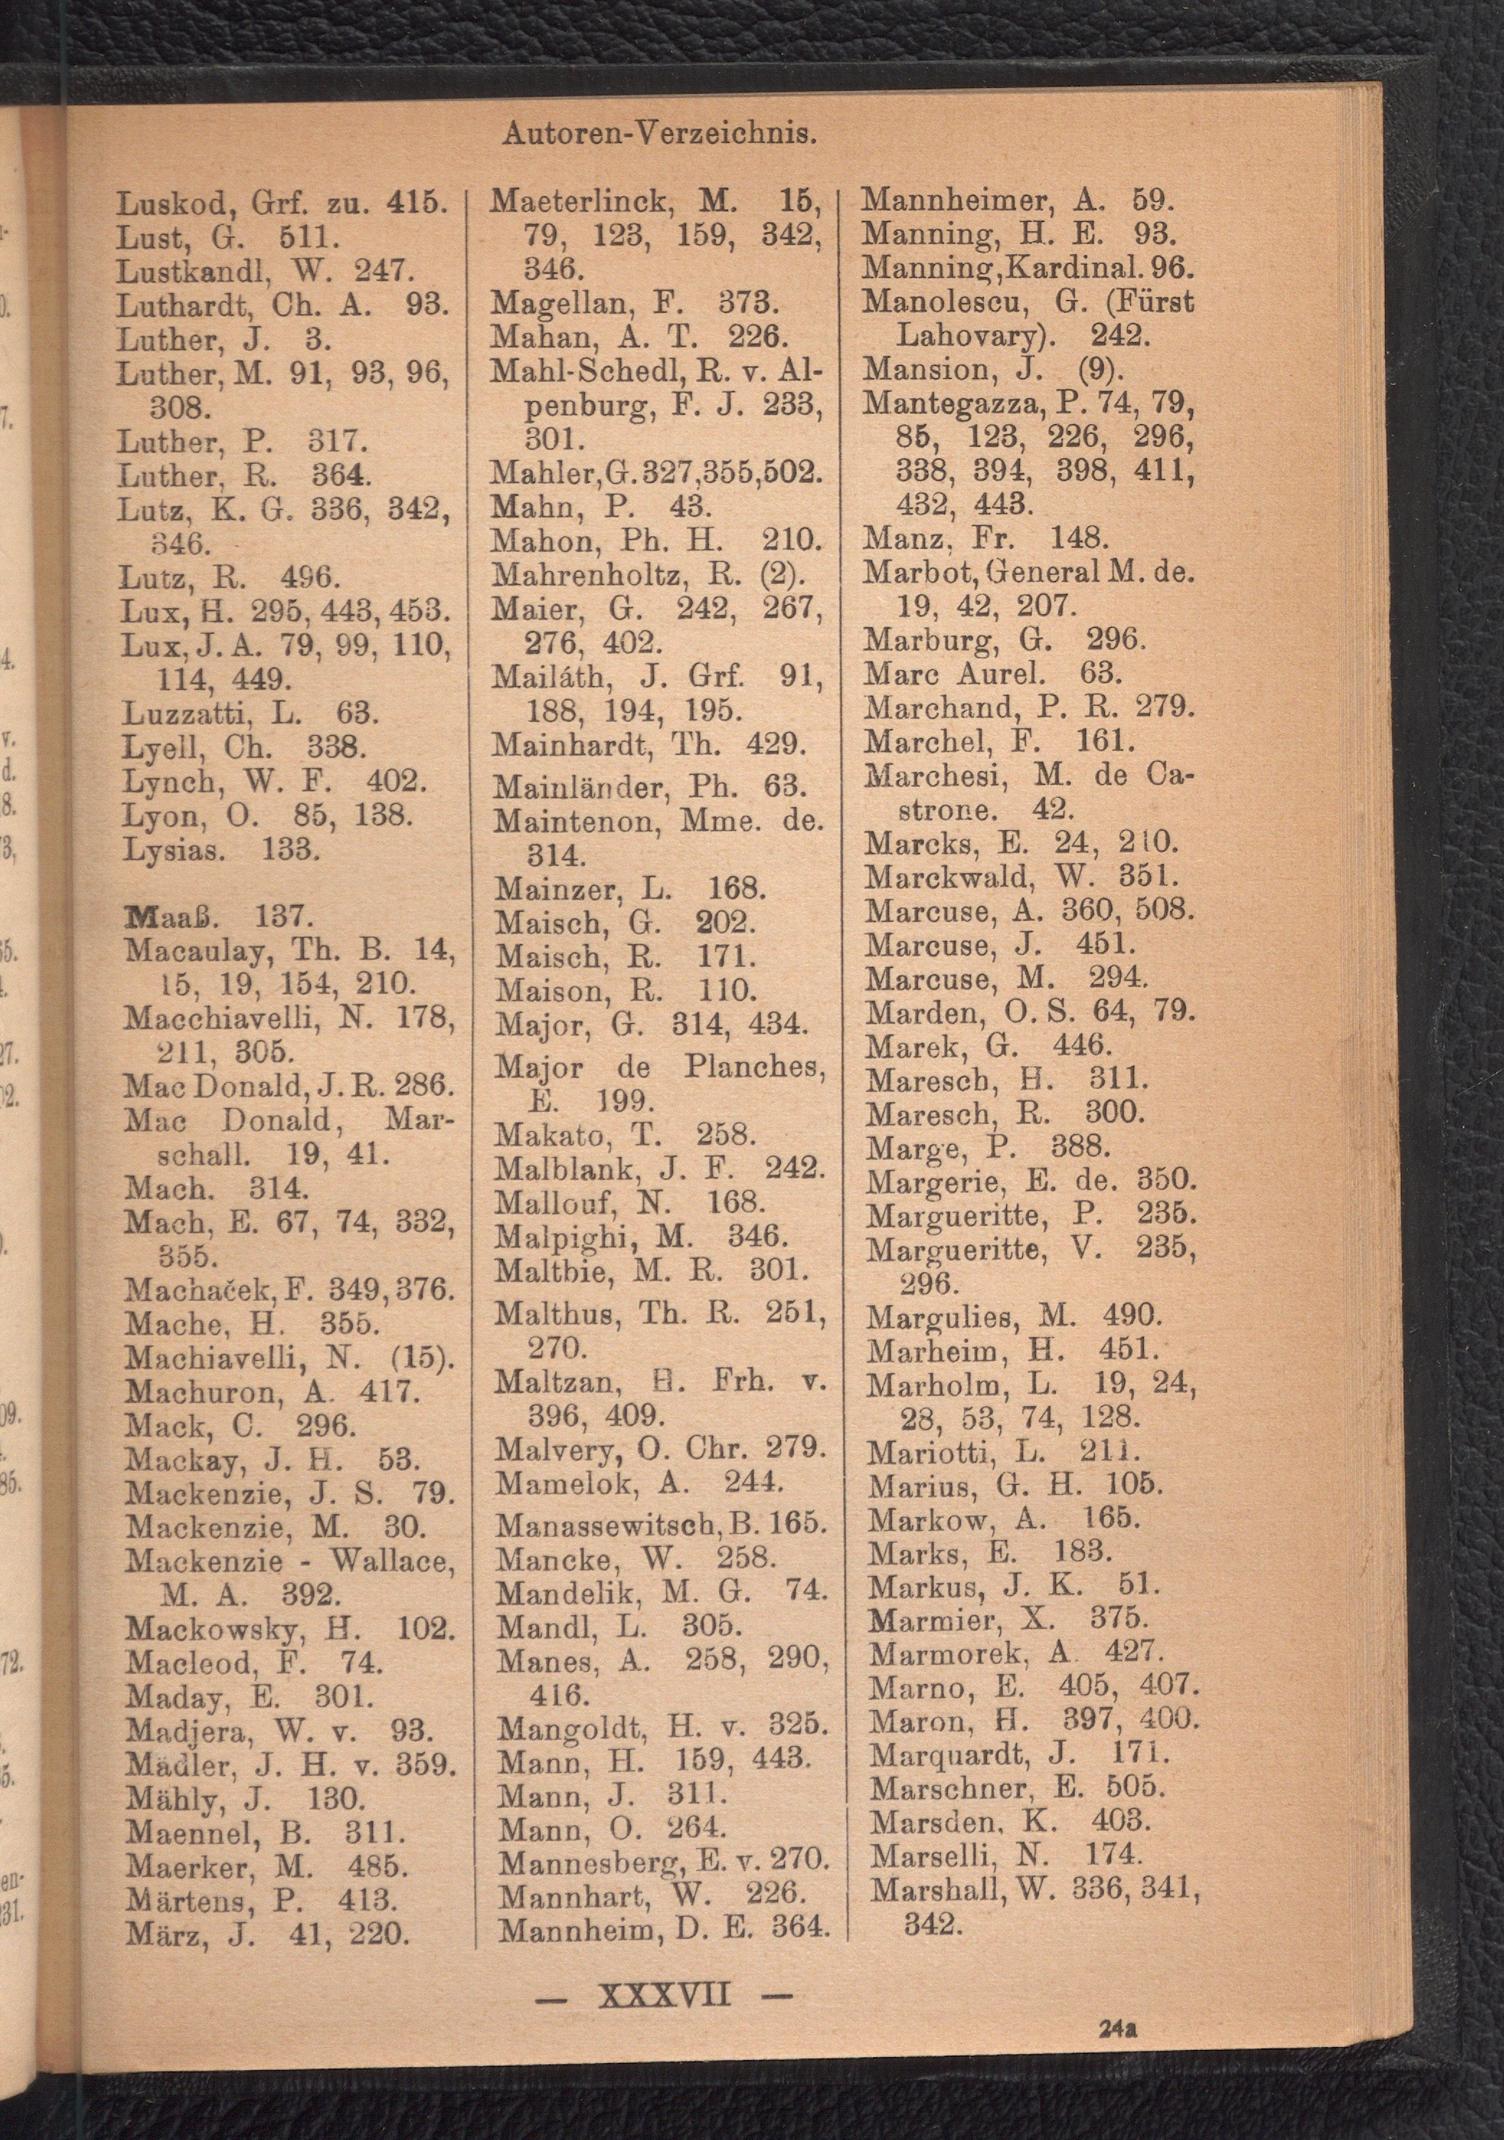 Autoren-Verzeichnis.
Luskod, Grf. zu. 415.
Lust, G. 511.
Lustkandl, W. 247.
Luthardt, Ch. A. 93.
Luther, J. 3.
Luther, M. 91, 93, 96,
308.
Luther, P. 317.
Luther, R. 364.
Lutz, K. G. 336, 342,
346.
Lutz, R. 496.
Lux, H. 295, 443, 453.
Lux, J. A. 79, 99, 110,
114, 449.
Luzzatti, L. 63.
Lyell, Ch. 338.
Lynch, W. F. 402.
Lyon, O. 85, 138.
Lysias. 133.
Maaß. 137.
Macaulay, Th. B. 14,
15, 19, 154, 210.
Macchiavelli, N. 178,
211, 305.
Mac Donald, J. R. 286.
Mac Donald, Mar-
schall. 19, 41.
Mach. 314.
Mach, E. 67, 74, 332,
355.
Machaček, F. 349, 376.
Mache, H. 355.
Machiavelli, N. (15).
Machuron, A. 417.
Mack, C. 296.
Mackay, J. H. 53.
Mackenzie, J. S. 79.
Mackenzie, M. 30.
Mackenzie - Wallace,
M. A. 392.
Mackowsky, H. 102.
Macleod, F. 74.
Maday, E. 301.
Madjera, W. v. 93.
Mädler, J. H. v. 359.
Mähly, J. 130.
Maennel, B. 311.
Maerker, M. 485.
Märtens, P. 413.
März, J. 41, 220.
Maeterlinck, M. 15,
79, 123, 159, 342,
346.
Magellan, F. 373.
Mahan, A. T. 226.
Mahl-Schedl, R. v. Al-
penburg, F. J. 233,
301.
Mahler, G. 327, 355, 502.
Mahn, P. 43.
Mahon, Ph. H. 210.
Mahrenholtz, R. (2).
Maier, G. 242, 267,
276, 402.
Mailáth, J. Grf. 91,
188, 194, 195.
Mainhardt, Th. 429.
Mainländer, Ph. 63.
Maintenon, Mme. de.
314.
Mainzer, L. 168.
Maisch, G. 202.
Maisch, R. 171.
Maison, R. 110.
Major, G. 314, 434.
Major de Planches,
E. 199.
Makato, T. 258.
Malblank, J. F. 242.
Mallouf, N. 168.
Malpighi, M. 346.
Maltbie, M. R. 301.
Malthus, Th. R. 251,
270.
Maltzan, H. Frh. v.
396, 409.
Malvery, O. Chr. 279.
Mamelok, A. 244.
Manassewitsch, B. 165.
Mancke, W. 258.
Mandelik, M. G. 74.
Mandl, L. 305.
Manes, A. 258, 290,
416.
Mangoldt, H. v. 325.
Mann, H. 159, 443.
Mann, J. 311.
Mann, O. 264.
Mannesberg, E. v. 270.
Mannhart, W. 226.
Mannheim, D. E. 364.
Mannheimer, A. 59.
Manning, H. E. 93.
Manning, Kardinal. 96.
Manolescu, G. (Fürst
Lahovary). 242.
Mansion, J. (9).
Mantegazza, P. 74, 79,
85, 123, 226, 296,
338, 394, 398, 411,
432, 443.
Manz, Fr. 148.
Marbot, General M. de.
19, 42, 207.
Marburg, G. 296.
Marc Aurel. 63.
Marchand, P. R. 279.
Marchel, F. 161.
Marchesi, M. de Ca-
strone. 42.
Marcks, E. 24, 210.
Marckwald, W. 351.
Marcuse, A. 360, 508.
Marcuse, J. 451.
Marcuse, M. 294.
Marden, O. S. 64, 79.
Marek, G. 446.
Maresch, H. 311.
Maresch, R. 300.
Marge, P. 388.
Margerie, E. de. 350.
Margueritte, P. 235.
Margueritte, V. 235,
296.
Margulies, M. 490.
Marheim, H. 451.
Marholm, L. 19, 24,
28, 53, 74, 128.
Mariotti, L. 211.
Marius, G. H. 105.
Markow, A. 165.
Marks, E. 183.
Markus, J. K. 51.
Marmier, X. 375.
Marmorek, A. 427.
Marno, E. 405, 407.
Maron, H. 397, 400.
Marquardt, J. 171.
Marschner, E. 505.
Marsden, K. 403.
Marselli, N. 174.
Marshall, W. 336, 341,
342.
— XXXVII —
24a